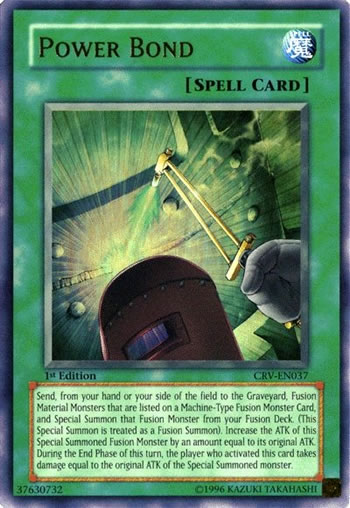 POWER BOND
SPELL
[SPELL CARD]
1st Edition
CRV-EN037
Send, from your hand or your side of the field to the Graveyard, Fusion
Material Monsters that are listed on a Machine-Type Fusion Monster Card,
and Special Summon that Fusion Monster from your Fusion Deck. (This
Special Summon is treated as a Fusion Summon). Increase the ATK of this
Special Summoned Fusion Monster by an amount equal to its original ATK.
During the End Phase of this turn, the player who activated this card takes
damage equal to the original ATK of the Special Summoned monster.
37630732
©1996 KAZUKI TAKAHASHI